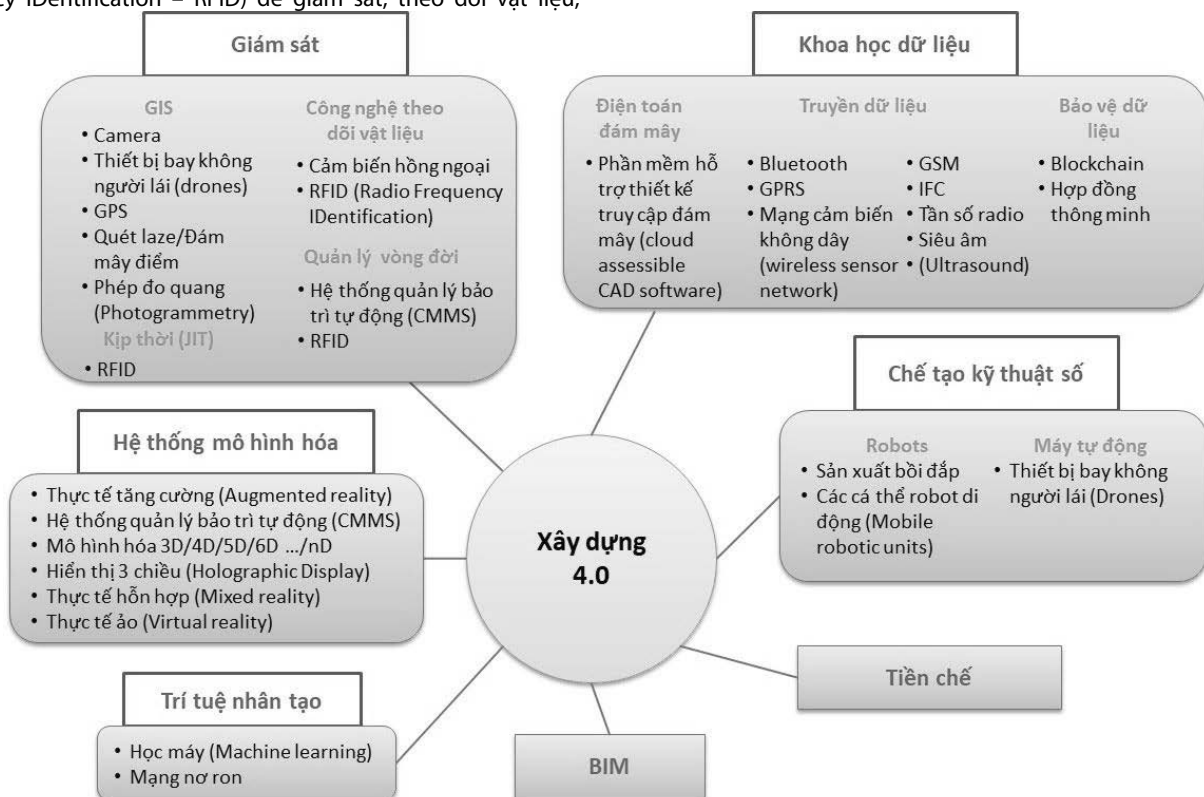 cy IDentification – RFID) để giám sát, theo dõi vật liệu,
Giám sát
GIS
• Camera
• Thiết bị bay không
người lái (drones)
• GPS
• Quét laze/Đám
mây điểm
• Phép đo quang
(Photogrammetry)
Kịp thời (JIT)
• RFID
Công nghệ theo
dõi vật liệu
• Cảm biến hồng ngoại
• RFID (Radio Frequency
IDentification)
Quản lý vòng đời
• Hệ thống quản lý bảo
trì tự động (CMMS)
• RFID
Khoa học dữ liệu
Điện toán
đám mây
• Phần mềm hỗ
trợ thiết kế
truy cập đám
mây (cloud
assessible
CAD software)
Truyền dữ liệu
• Bluetooth
• GPRS
• Mạng cảm biến
không dây
(wireless sensor
network)
• GSM
• IFC
• Tần số radio
• Siêu âm
• (Ultrasound)
Bảo vệ dữ
liệu
• Blockchain
• Hợp đồng
thông minh
Chế tạo kỹ thuật số
Robots
• Sản xuất bồi đắp
• Các cá thể robot di
động (Mobile
robotic units)
Máy tự động
• Thiết bị bay không
người lái (Drones)
Hệ thống mô hình hóa
• Thực tế tăng cường (Augmented reality)
• Hệ thống quản lý bảo trì tự động (CMMS)
• Mô hình hóa 3D/4D/5D/6D .../nD
• Hiển thị 3 chiều (Holographic Display)
• Thực tế hỗn hợp (Mixed reality)
• Thực tế ảo (Virtual reality)
Xây dựng
4.0
Tiền chế
Trí tuệ nhân tạo
• Học máy (Machine learning)
• Mạng nơ ron
BIM